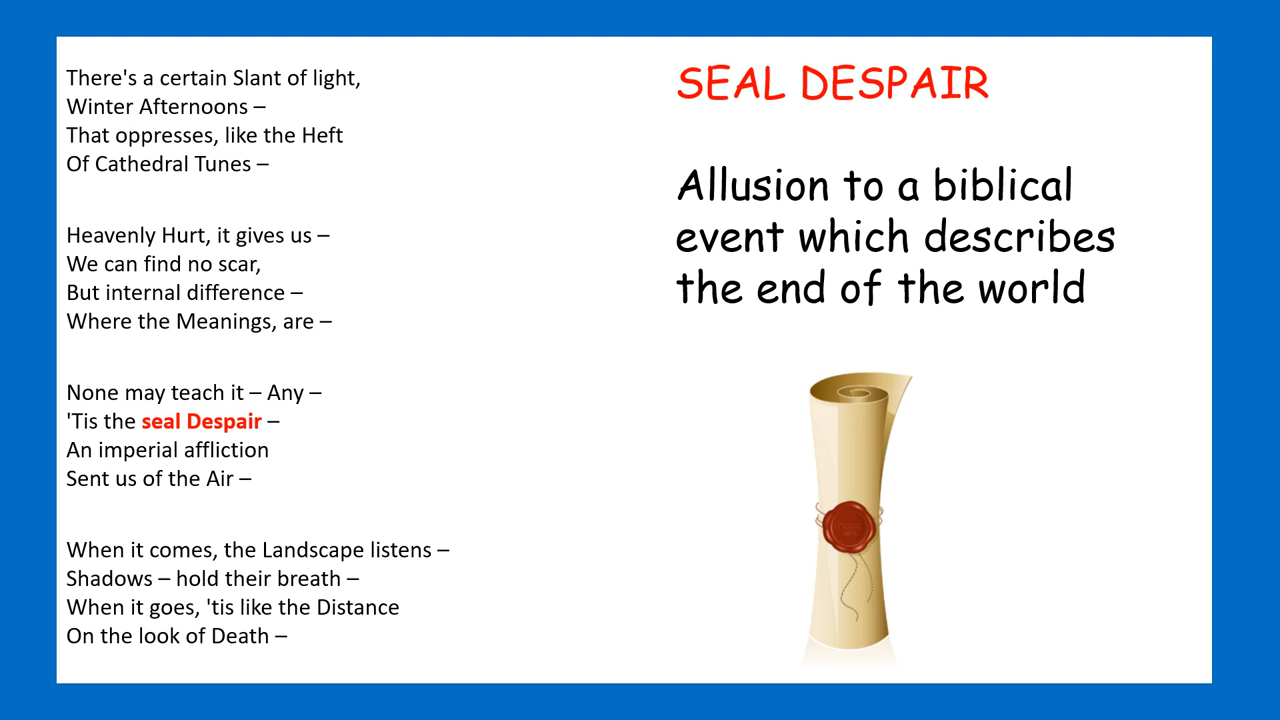 There's a certain Slant of light,
Winter Afternoons –
That oppresses, like the Heft
Of Cathedral Tunes –
Heavenly Hurt, it gives us –
We can find no scar,
But internal difference –
Where the Meanings, are –
None may teach it – Any –
'Tis the seal Despair –
An imperial affliction
Sent us of the Air –
When it comes, the Landscape listens –
Shadows – hold their breath –
When it goes, 'tis like the Distance
On the look of Death –
SEAL DESPAIR
Allusion to a biblical
event which describes
the end of the world